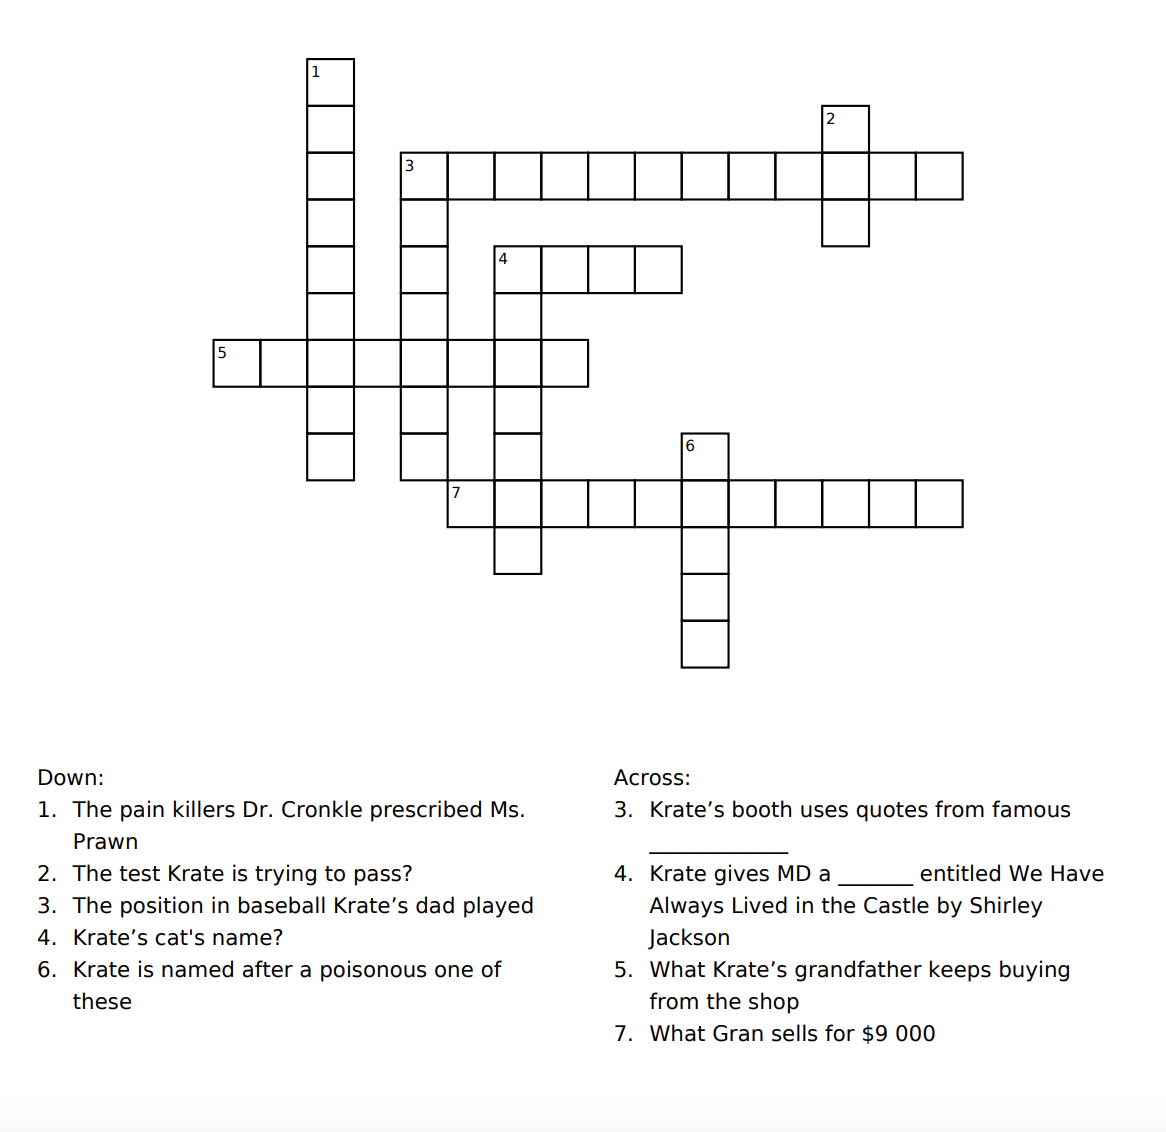 1
2
3
4
5
6
7
Down:
1. The pain killers Dr. Cronkle prescribed Ms.
Prawn
2. The test Krate is trying to pass?
3. The position in baseball Krate’s dad played
4. Krate’s cat's name?
6. Krate is named after a poisonous one of
these
Across:
3. Krate’s booth uses quotes from famous
_____________
4. Krate gives MD a _______ entitled We Have
Always Lived in the Castle by Shirley
Jackson
5. What Krate’s grandfather keeps buying
from the shop
7. What Gran sells for $9 000